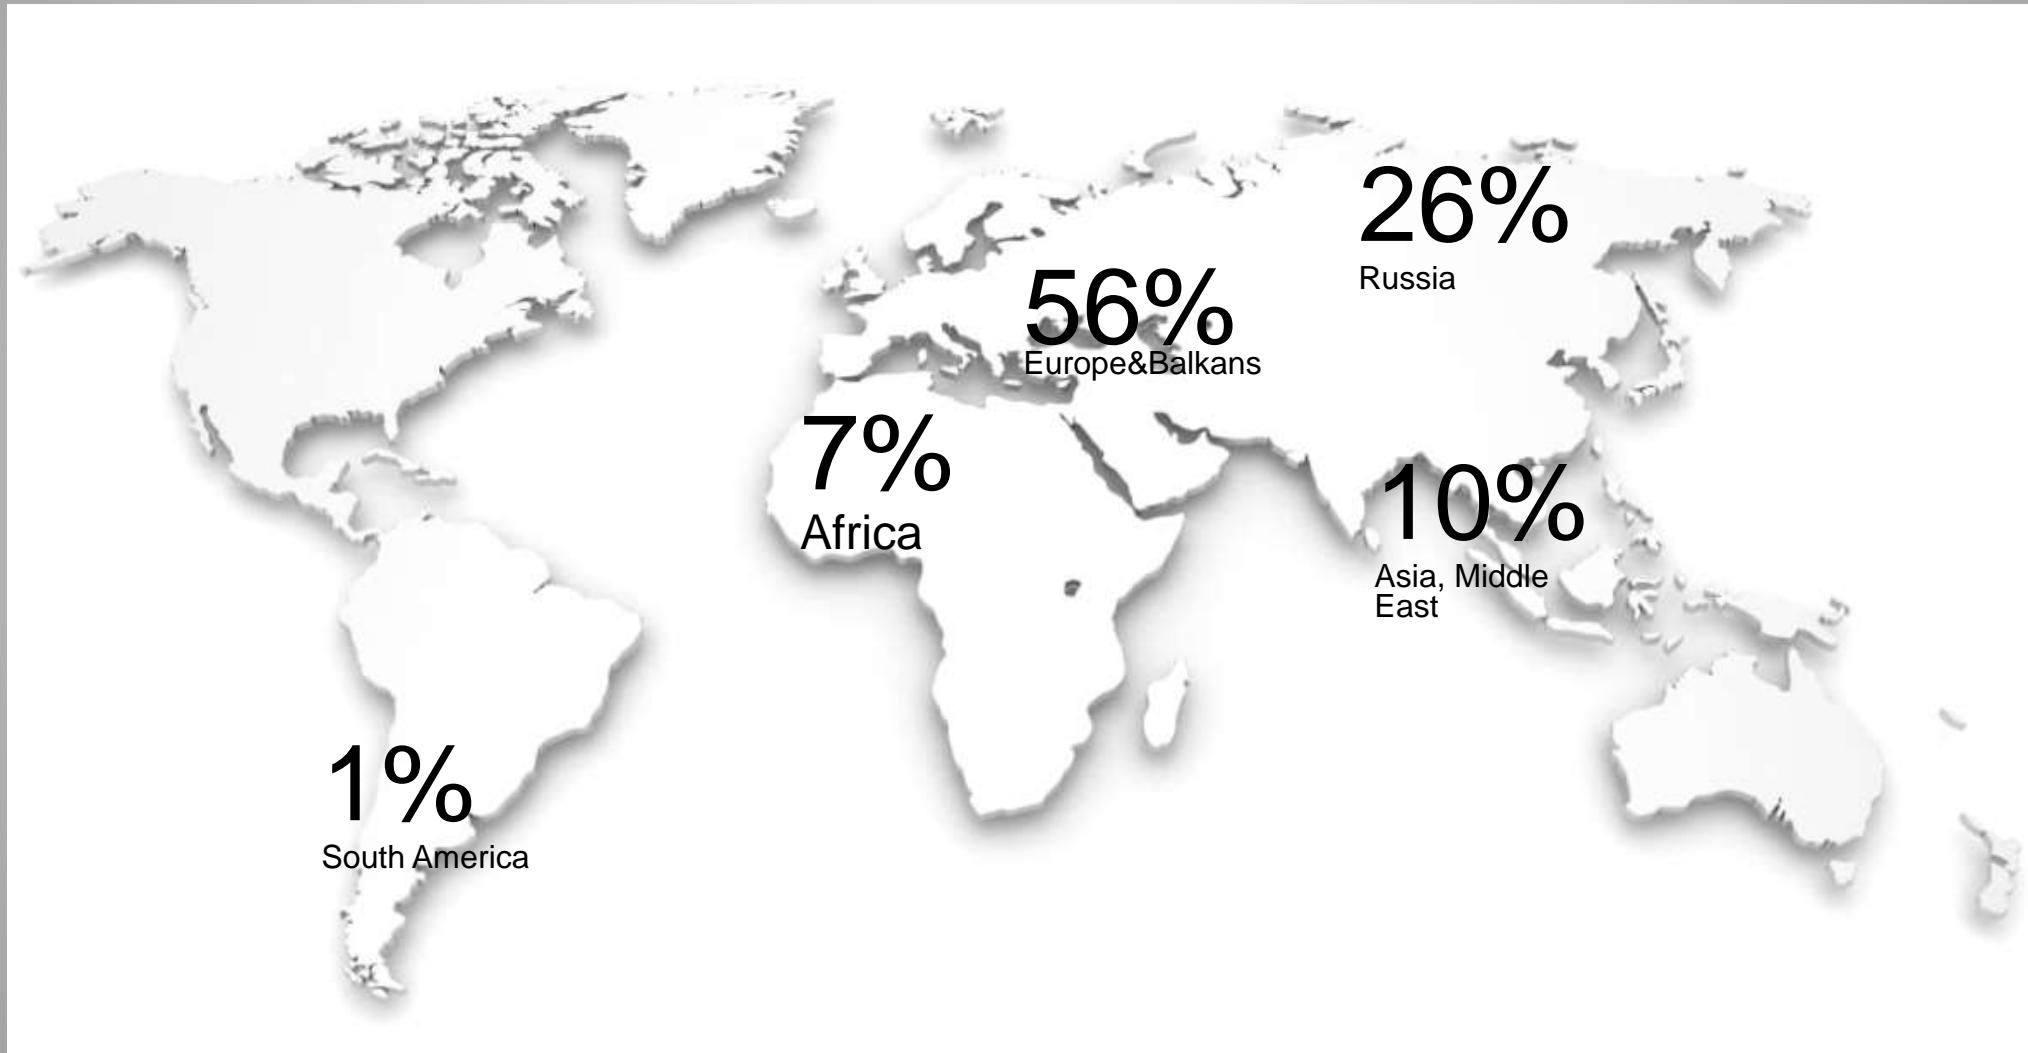 26%
Russia
56%
Europe&Balkans
7%
Africa
10%
Asia, Middle
East
1%
South America